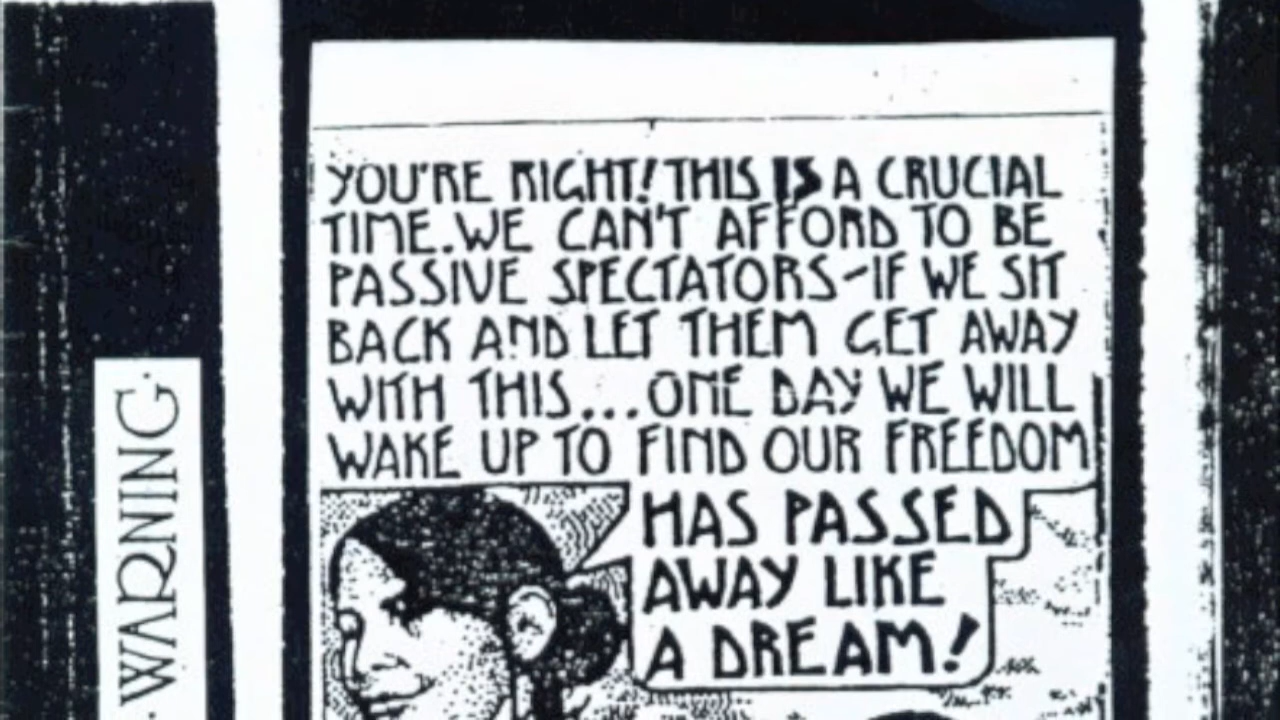 YOU'RE RIGHT! THIS IS A CRUCIAL
TIME. WE CAN'T AFFORD TO BE
PASSIVE SPECTATORS-IF WE SIT
BACK AND LET THEM GET AWAY
WITH THIS... ONE DAY WE WILL
WAKE UP TO FIND OUR FREEDOM
HAS PASSED
AWAY LIKE
A DREAM!
·WARNING·